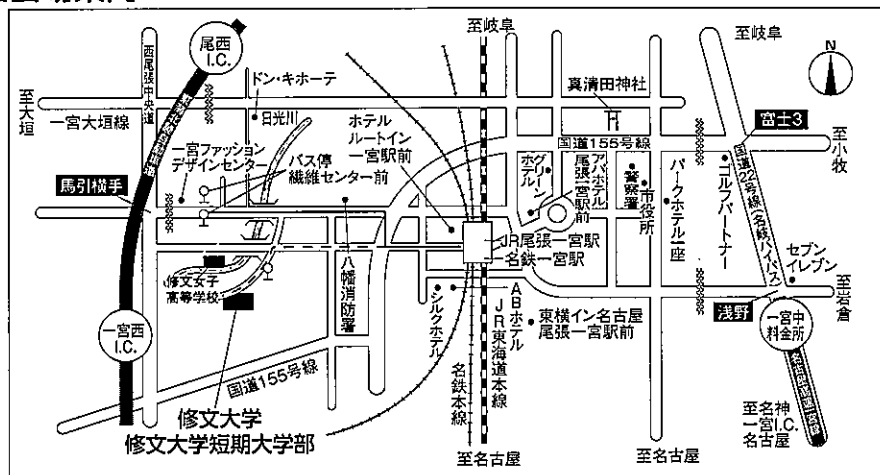 至岐阜
至岐阜
N
尾西
I.C.
西尾張中央道
ドン・キホーテ
真清田神社
至大垣
一宮大垣線
日光川
ホテル
ルートイン
一宮駅前
国道155号線
富士3
至小牧
一宮ファッション
デザインセンター
バス停
繊維センター前
グリーン
ホテル
アパホテル
尾張一宮駅前
警察署
市役所
パークホテル一宮
ゴルフパートナー
国道22号線(名岐バイパス)
馬引横手
JR尾張一宮駅
名鉄一宮駅
セブン
イレブン
修文女子
高等学校
八幡消防署
至岩倉
浅野
一宮中
料金所
シルクホテル
ABホテル
東横イン名古屋
尾張一宮駅前
一宮西
I.C.
名鉄本線
JR東海道本線
国道155号線
修文大学
修文大学短期大学部
至名神
一宮I.C.
名古屋
至名古屋
至名古屋